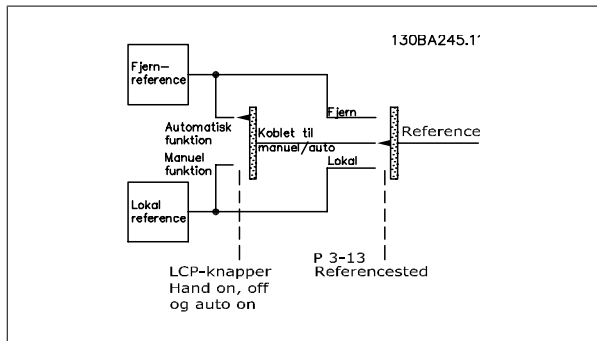 130BA245.1
Fjern-
reference
Fjern
Automatisk
funktion
Koblet til
manuel/auto
Reference
Manuel
funktion
Lokal
Lokal
reference
LCP-knapper
Hand on, off
og auto on
P 3-13
Referencested